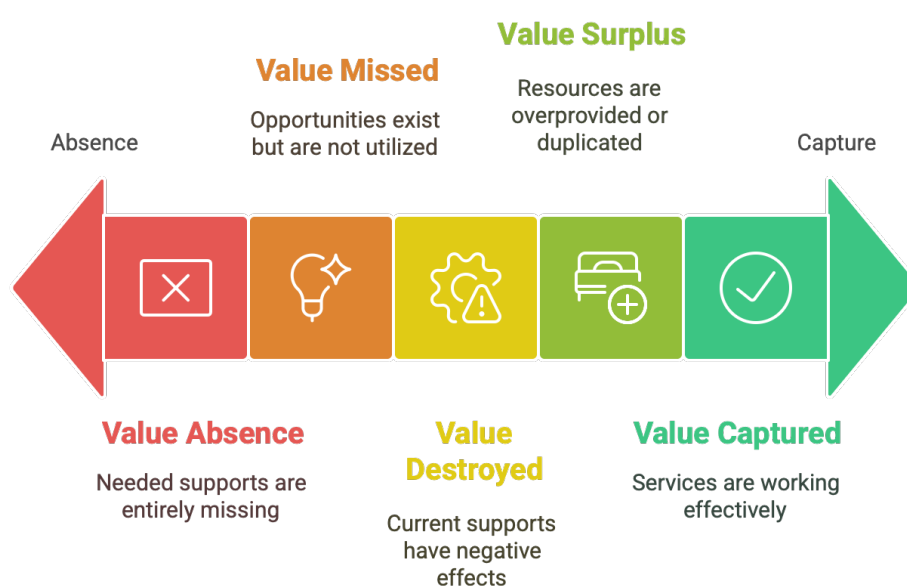 Value Surplus
Value Missed
Resources are
overprovided or
duplicated
Opportunities exist
but are not utilized
Absence
Capture
Value Absence
Needed supports are
entirely missing
Value
Destroyed
Current supports
have negative
effects
Value Captured
Services are working
effectively